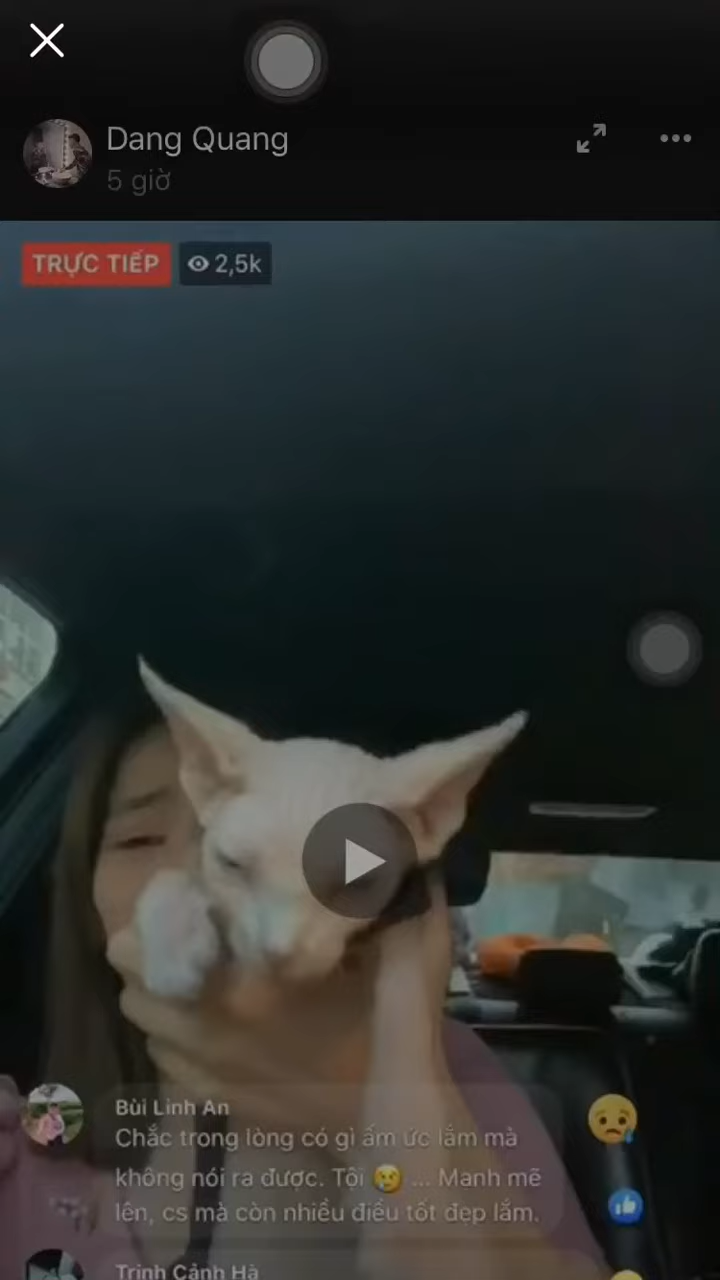 Dang Quang
5 giờ
TRỰC TIẾP 2,5k
Bùi Linh An
Chắc trong lòng có gì ấm ức lắm mà
không nói ra được. Tội 😢 ... Manh mẽ
lên, cs mà còn nhiều điều tốt đẹp lắm.
Trinh Cảnh Hà